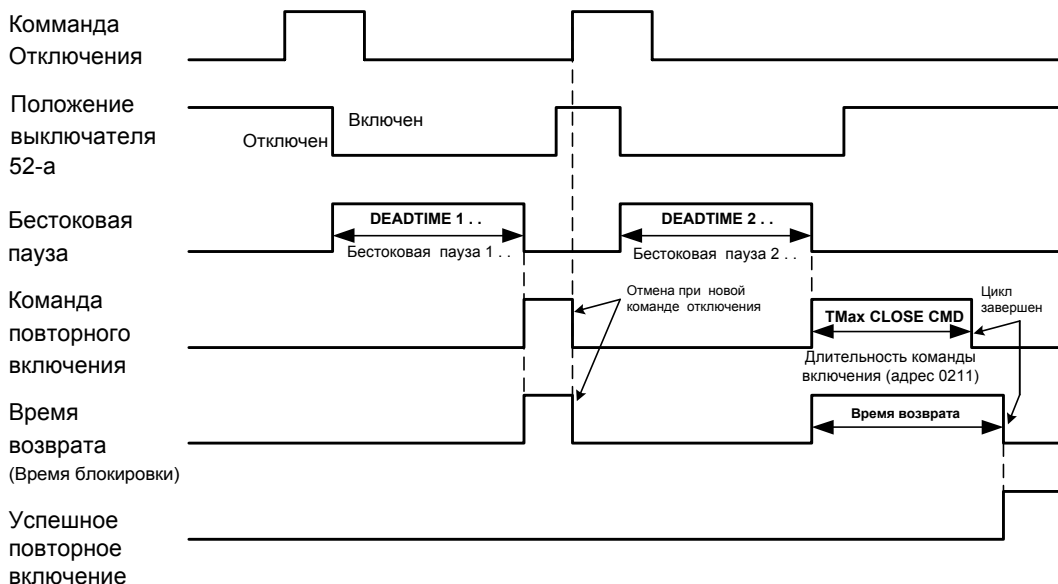 Комманда
Отключения
Положение
выключателя
52-а
Включен
Отключен
Бестоковая
пауза
DEADTIME 1 . .
Бестоковая пауза 1 . .
DEADTIME 2 . .
Бестоковая пауза 2 . .
Команда
повторного
включения
Отмена при новой
команде отключения
TMax CLOSE CMD
Длительность команды
включения (адрес 0211)
Цикл
завершен
Время
возврата
(Время блокировки)
Время возврата
Успешное
повторное
включение